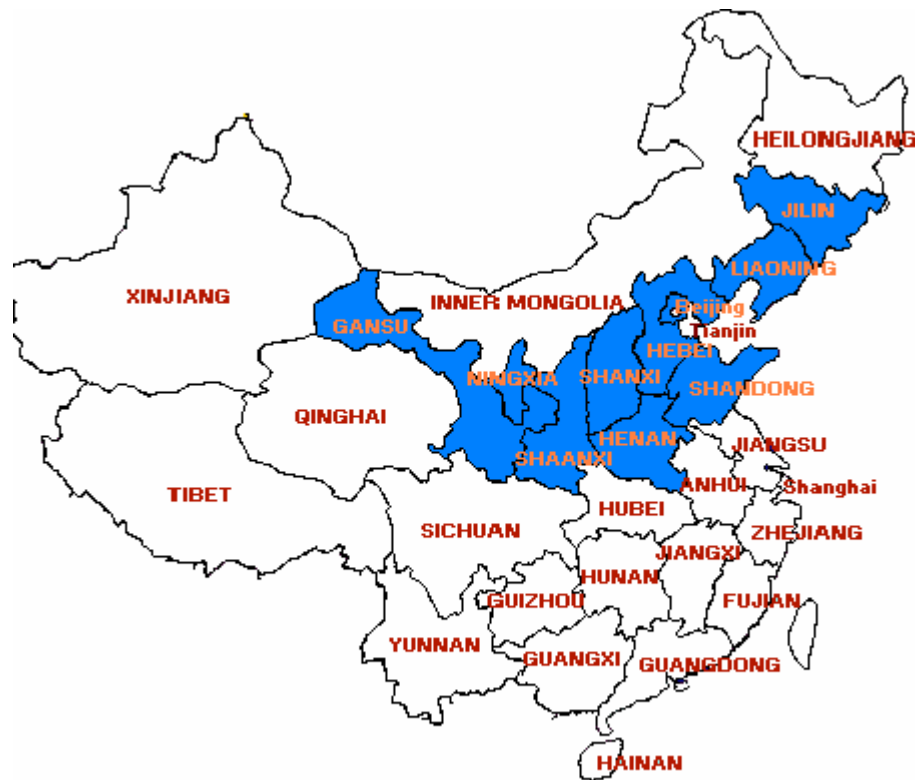 HEILONGJIANG
JILIN
LIAONING
XINJIANG
INNER MONGOLIA
Beijing
GANSU
Tianjin
HEBEI
NINGXIA
SHANXI
SHANDONG
QINGHAI
HENAN
JIANGSU
SHAANXI
TIBET
ANHUI
Shanghai
HUBEI
SICHUAN
ZHEJIANG
JIANGXI
HUNAN
GUIZHOU
FUJIAN
YUNNAN
GUANGXI
GUANGDONG
HAINAN